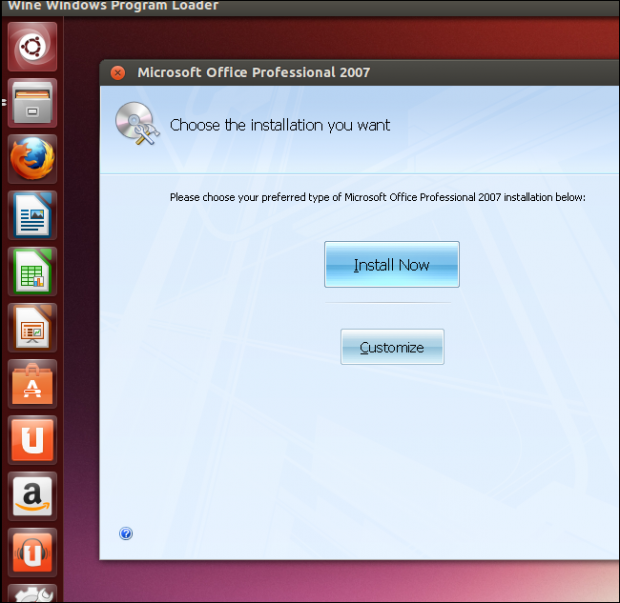 Wine Windows Program Loader
Microsoft Office Professional 2007
Choose the installation you want
Please choose your preferred type of Microsoft Office Professional 2007 installation below:
Install Now
Customize